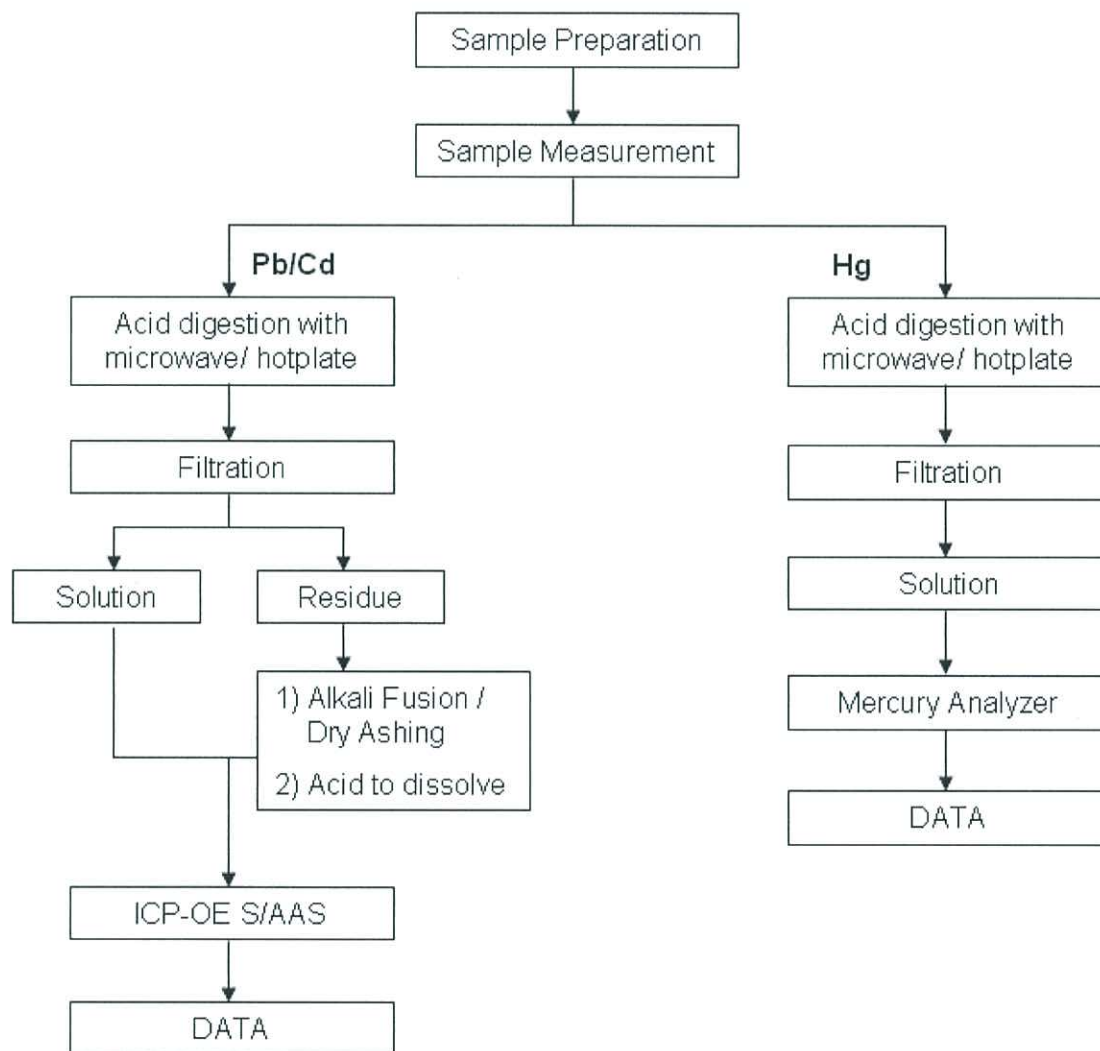 Sample Preparation
Sample Measurement
Pb/Cd
Acid digestion with
microwave/ hotplate
Filtration
Solution
Residue
1) Alkali Fusion /
Dry Ashing
2) Acid to dissolve
ICP-OE S/AAS
DATA
Hg
Acid digestion with
microwave/ hotplate
Filtration
Solution
Mercury Analyzer
DATA